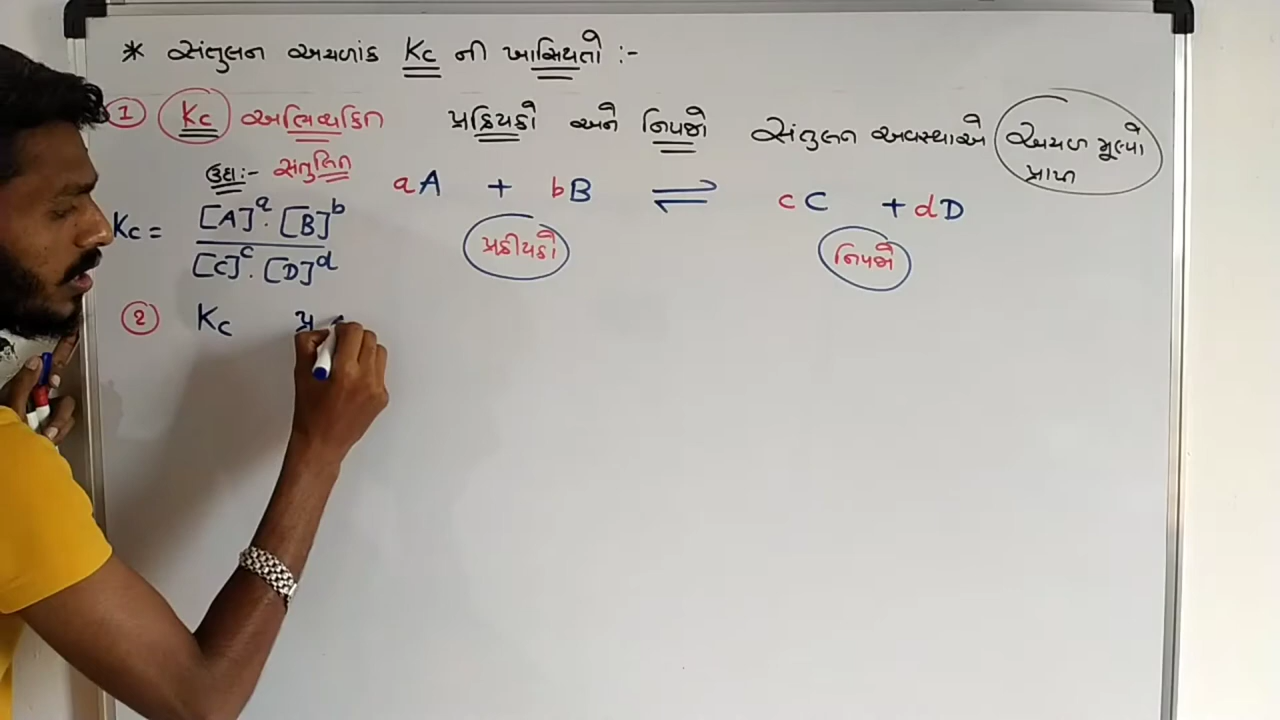 * સંતુલન અચળાંક Kc ની ખાસિયતો :-
1 Kc અભિવ્યકિત પ્રક્રિયકો અને નિપજો સંતુલન અવસ્થાએ અચળ મૂલ્યો
પ્રાપ્ત
ઉદા:- સંતુલિત aA + bB ⇌ cC + dD
Kc = [A]^a . [B]^b / [C]^c . [D]^d
પ્રક્રીયકો નિપજો
2 Kc પ્ર